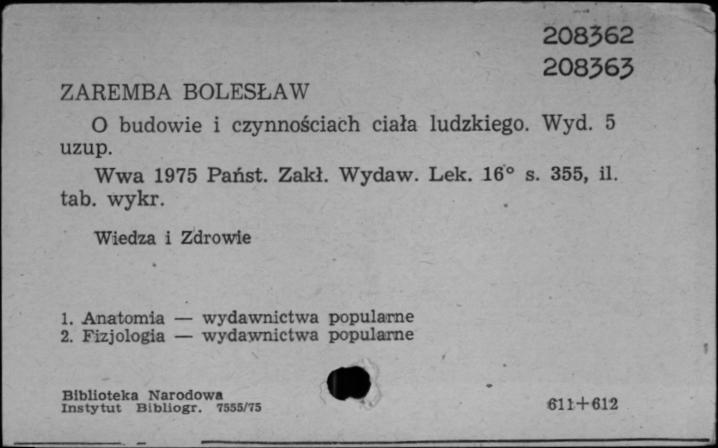 208362
208363
ZAREMBA BOLESŁAW
O budowie i czynnościach ciała ludzkiego. Wyd. 5
uzup.
Wwa 1975 Państ. Zakł. Wydaw. Lek. 16° s. 355, il.
tab. wykr.
Wiedza i Zdrowie
1. Anatomia — wydawnictwa popularne
2. Fizjologia — wydawnictwa popularne
Biblioteka Narodowa
Instytut Bibliogr. 7555/75
611+612